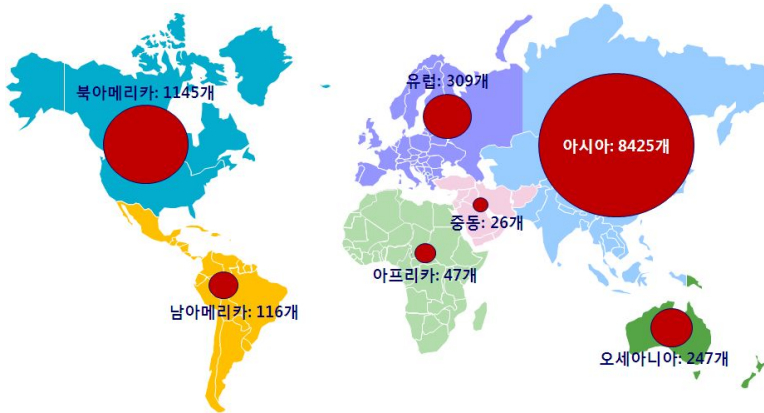 북아메리카: 1145개
유럽: 309개
아시아: 8425개
중동: 26개
아프리카: 47개
남아메리카: 116개
오세아니아: 247개